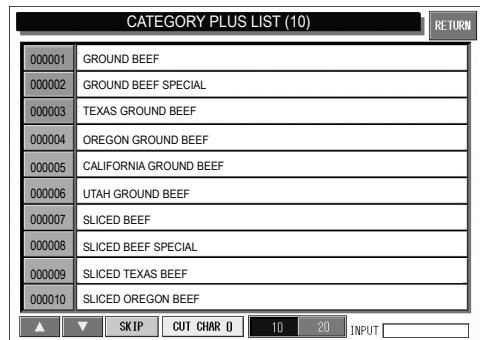 CATEGORY PLUS LIST (10) RETURN
000001 GROUND BEEF
000002 GROUND BEEF SPECIAL
000003 TEXAS GROUND BEEF
000004 OREGON GROUND BEEF
000005 CALIFORNIA GROUND BEEF
000006 UTAH GROUND BEEF
000007 SLICED BEEF
000008 SLICED BEEF SPECIAL
000009 SLICED TEXAS BEEF
000010 SLICED OREGON BEEF
▲ ▼ SKIP CUT CHAR 0 10 20 INPUT